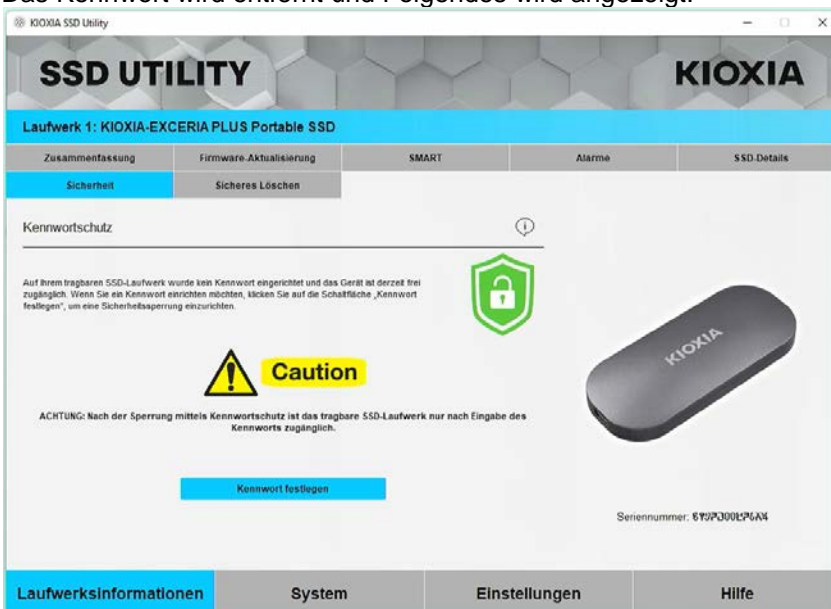 Das Kennwort wird entfernt und Folgendes wird angezeigt:
KIOXIA SSD Utility
SSD UTILITY
KIOXIA
Laufwerk 1: KIOXIA-EXCERIA PLUS Portable SSD
Zusammenfassung Firmware-Aktualisierung SMART Alarme SSD-Details
Sicherheit Sicheres Löschen
Kennwortschutz
Auf Ihrem tragbaren SSD-Laufwerk wurde kein Kennwort eingerichtet und das Gerät ist derzeit frei
zugänglich. Wenn Sie ein Kennwort einrichten möchten, klicken Sie auf die Schaltfläche „Kennwort
festlegen“, um eine Sicherheitssperrung einzurichten.
Caution
ACHTUNG: Nach der Sperrung mittels Kennwortschutz ist das tragbare SSD-Laufwerk nur nach Eingabe des
Kennworts zugänglich.
Kennwort festlegen
KIOXIA
Seriennummer:
Laufwerksinformationen System Einstellungen Hilfe